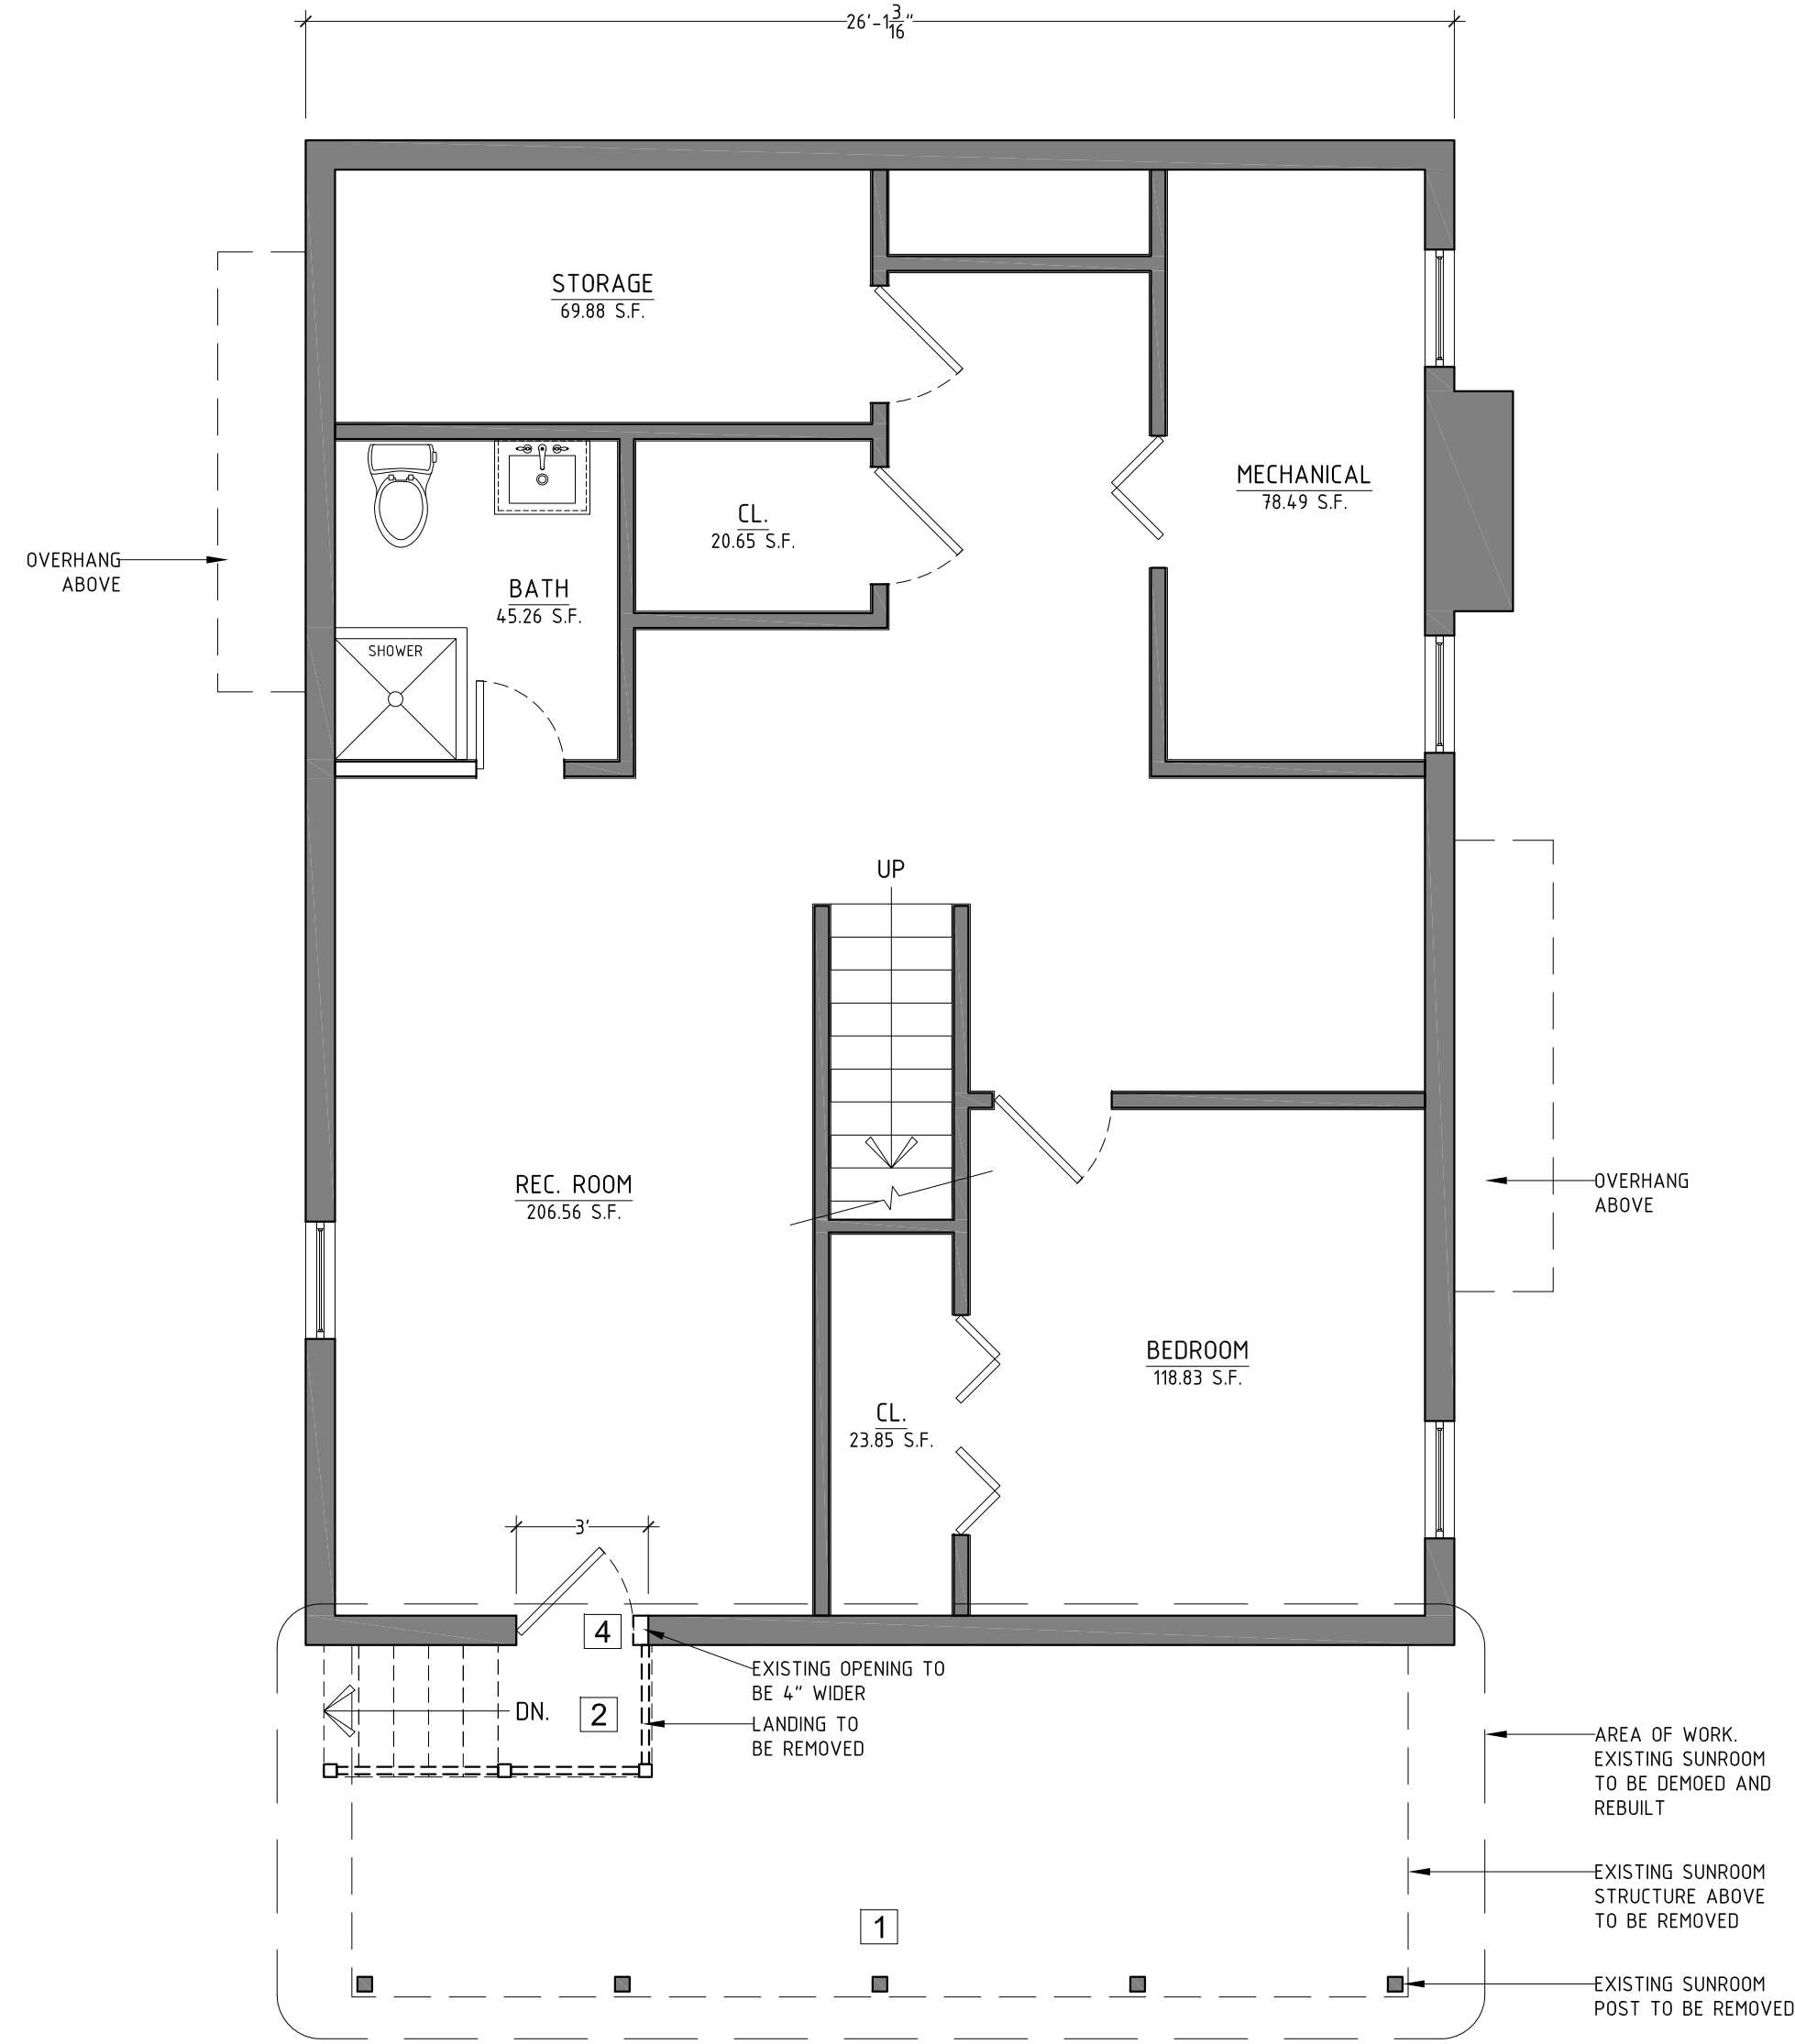 26'-1 3/16"
STORAGE
69.88 S.F.
MECHANICAL
78.49 S.F.
CL.
20.65 S.F.
OVERHANG
ABOVE
BATH
45.26 S.F.
SHOWER
UP
REC. ROOM
206.56 S.F.
OVERHANG
ABOVE
BEDROOM
118.83 S.F.
CL.
23.85 S.F.
3'
4
EXISTING OPENING TO
BE 4" WIDER
DN.
2
LANDING TO
BE REMOVED
AREA OF WORK.
EXISTING SUNROOM
TO BE DEMOED AND
REBUILT
EXISTING SUNROOM
STRUCTURE ABOVE
TO BE REMOVED
1
EXISTING SUNROOM
POST TO BE REMOVED